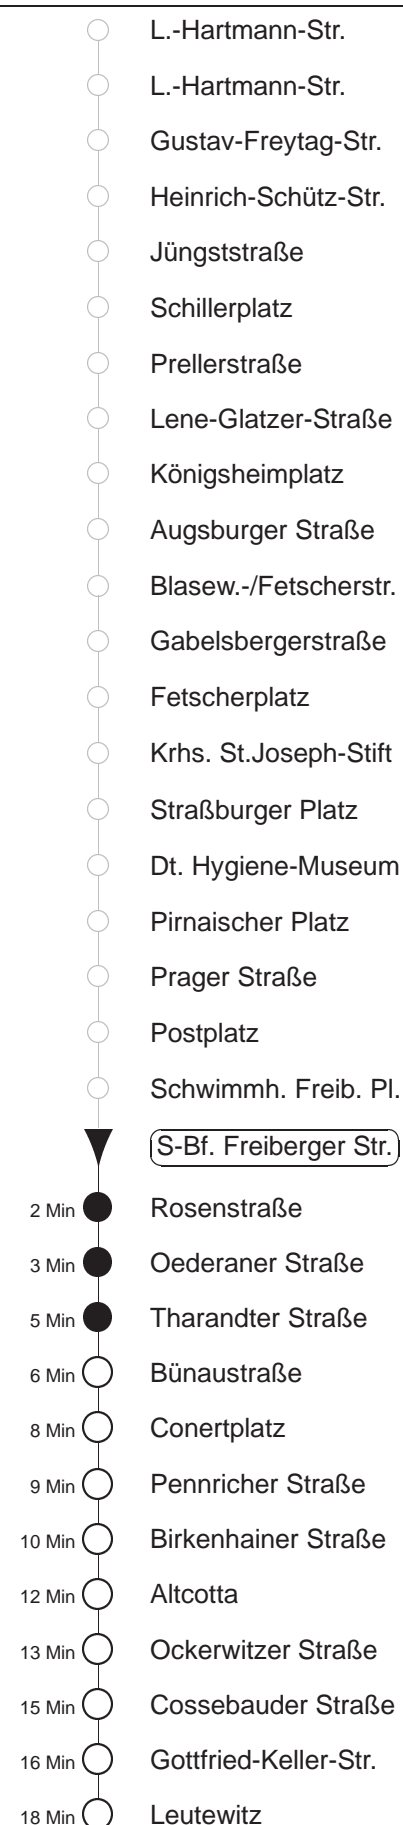 L.-Hartmann-Str.
L.-Hartmann-Str.
Gustav-Freytag-Str.
Heinrich-Schütz-Str.
Jüngststraße
Schillerplatz
Prellerstraße
Lene-Glatzer-Straße
Königsheimplatz
Augsburger Straße
Blasew.-/Fetscherstr.
Gabelsbergerstraße
Fetscherplatz
Krhs. St.Joseph-Stift
Straßburger Platz
Dt. Hygiene-Museum
Pirnaischer Platz
Prager Straße
Postplatz
Schwimmh. Freib. Pl.
S-Bf. Freiberger Str.
2 Min Rosenstraße
3 Min Oederaner Straße
5 Min Tharandter Straße
6 Min Bünaustraße
8 Min Conertplatz
9 Min Pennricher Straße
10 Min Birkenhainer Straße
12 Min Altcotta
13 Min Ockerwitzer Straße
15 Min Cossebauder Straße
16 Min Gottfried-Keller-Str.
18 Min Leutewitz